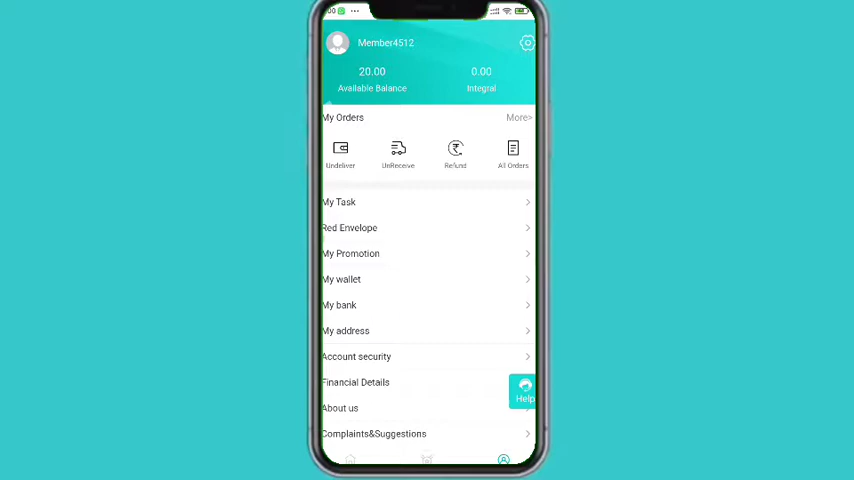 Member4512
20.00
0.00
Available Balance
Integral
My Orders
More>
Undeliver
UnReceive
Refund
All Orders
My Task
Red Envelope
My Promotion
My wallet
My bank
My address
Account security
Financial Details
Help
About us
Complaints&Suggestions